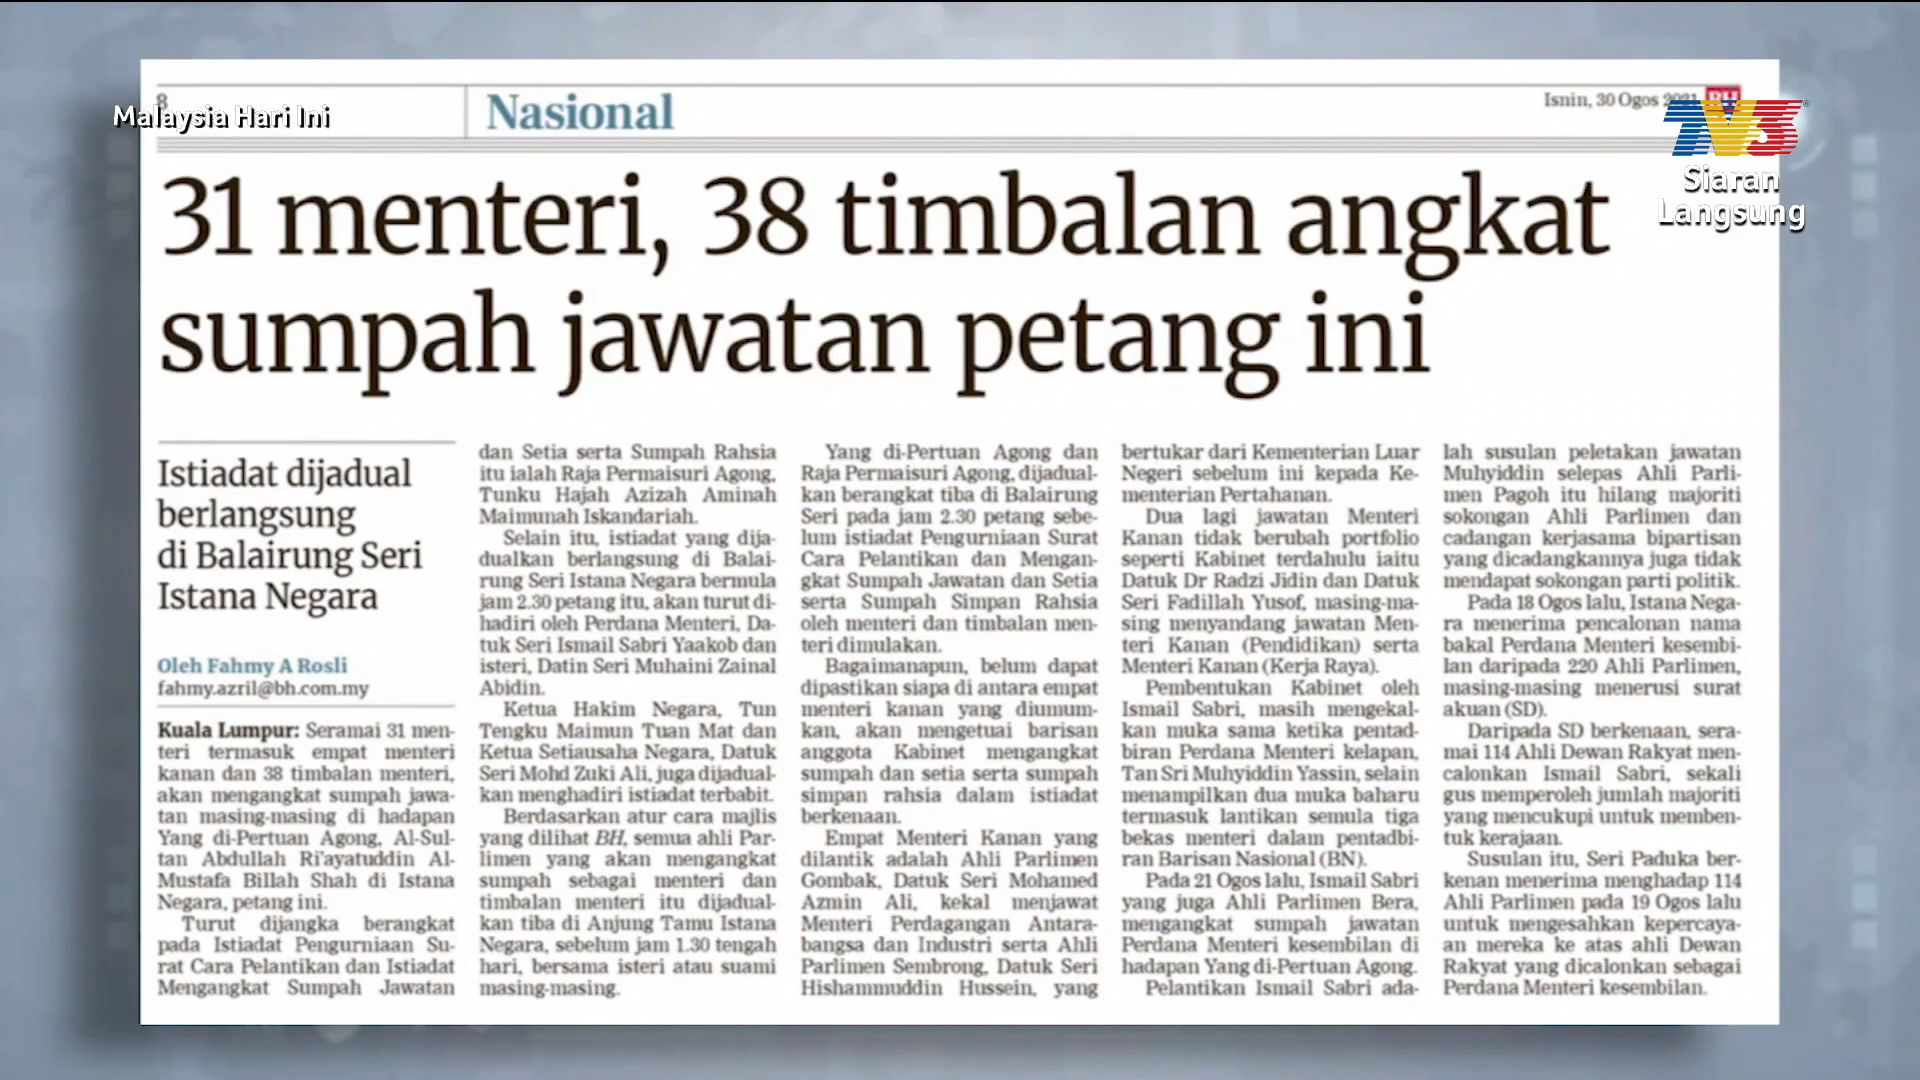 Malaysia Hari Ini
8
Nasional
Isnin, 30 Ogos 2021
BH
TV3
Siaran
Langsung
31 menteri, 38 timbalan angkat
sumpah jawatan petang ini
Istiadat dijadual
berlangsung
di Balairung Seri
Istana Negara
Oleh Fahmy A Rosli
fahmy.azril@bh.com.my
Kuala Lumpur: Seramai 31 men-
teri termasuk empat menteri
kanan dan 38 timbalan menteri,
akan mengangkat sumpah jawa-
tan masing-masing di hadapan
Yang di-Pertuan Agong, Al-Sul-
tan Abdullah Ri'ayatuddin Al-
Mustafa Billah Shah di Istana
Negara, petang ini.
Turut dijangka berangkat
pada Istiadat Pengurniaan Su-
rat Cara Pelantikan dan Istiadat
Mengangkat Sumpah Jawatan
dan Setia serta Sumpah Rahsia
itu ialah Raja Permaisuri Agong,
Tunku Hajah Azizah Aminah
Maimunah Iskandariah.
Selain itu, istiadat yang dija-
dualkan berlangsung di Balai-
rung Seri Istana Negara bermula
jam 2.30 petang itu, akan turut di-
hadiri oleh Perdana Menteri, Da-
tuk Seri Ismail Sabri Yaakob dan
isteri, Datin Seri Muhaini Zainal
Abidin.
Ketua Hakim Negara, Tun
Tengku Maimun Tuan Mat dan
Ketua Setiausaha Negara, Datuk
Seri Mohd Zuki Ali, juga dijadual-
kan menghadiri istiadat terbabit.
Berdasarkan atur cara majlis
yang dilihat BH, semua ahli Par-
limen yang akan mengangkat
sumpah sebagai menteri dan
timbalan menteri itu dijadual-
kan tiba di Anjung Tamu Istana
Negara, sebelum jam 1.30 tengah
hari, bersama isteri atau suami
masing-masing.
Yang di-Pertuan Agong dan
Raja Permaisuri Agong, dijadual-
kan berangkat tiba di Balairung
Seri pada jam 2.30 petang sebe-
lum istiadat Pengurniaan Surat
Cara Pelantikan dan Mengan-
gkat Sumpah Jawatan dan Setia
serta Sumpah Simpan Rahsia
oleh menteri dan timbalan men-
teri dimulakan.
Bagaimanapun, belum dapat
dipastikan siapa di antara empat
menteri kanan yang diumum-
kan, akan mengetuai barisan
anggota Kabinet mengangkat
sumpah dan setia serta sumpah
simpan rahsia dalam istiadat
berkenaan.
Empat Menteri Kanan yang
dilantik adalah Ahli Parlimen
Gombak, Datuk Seri Mohamed
Azmin Ali, kekal menjawat
Menteri Perdagangan Antara-
bangsa dan Industri serta Ahli
Parlimen Sembrong, Datuk Seri
Hishammuddin Hussein, yang
bertukar dari Kementerian Luar
Negeri sebelum ini kepada Ke-
menterian Pertahanan.
Dua lagi jawatan Menteri
Kanan tidak berubah portfolio
seperti Kabinet terdahulu iaitu
Datuk Dr Radzi Jidin dan Datuk
Seri Fadillah Yusof, masing-ma-
sing menyandang jawatan Men-
teri Kanan (Pendidikan) serta
Menteri Kanan (Kerja Raya).
Pembentukan Kabinet oleh
Ismail Sabri, masih mengekal-
kan muka sama ketika pentad-
biran Perdana Menteri kelapan,
Tan Sri Muhyiddin Yassin, selain
menampilkan dua muka baharu
termasuk lantikan semula tiga
bekas menteri dalam pentadbi-
ran Barisan Nasional (BN).
Pada 21 Ogos lalu, Ismail Sabri
yang juga Ahli Parlimen Bera,
mengangkat sumpah jawatan
Perdana Menteri kesembilan di
hadapan Yang di-Pertuan Agong.
Pelantikan Ismail Sabri ada-
lah susulan peletakan jawatan
Muhyiddin selepas Ahli Parli-
men Pagoh itu hilang majoriti
sokongan Ahli Parlimen dan
cadangan kerjasama bipartisan
yang dicadangkannya juga tidak
mendapat sokongan parti politik.
Pada 18 Ogos lalu, Istana Nega-
ra menerima pencalonan nama
bakal Perdana Menteri kesembi-
lan daripada 220 Ahli Parlimen,
masing-masing menerusi surat
akuan (SD).
Daripada SD berkenaan, sera-
mai 114 Ahli Dewan Rakyat men-
calonkan Ismail Sabri, sekali
gus memperoleh jumlah majoriti
yang mencukupi untuk memben-
tuk kerajaan.
Susulan itu, Seri Paduka ber-
kenan menerima menghadap 114
Ahli Parlimen pada 19 Ogos lalu
untuk mengesahkan kepercaya-
an mereka ke atas ahli Dewan
Rakyat yang dicalonkan sebagai
Perdana Menteri kesembilan.